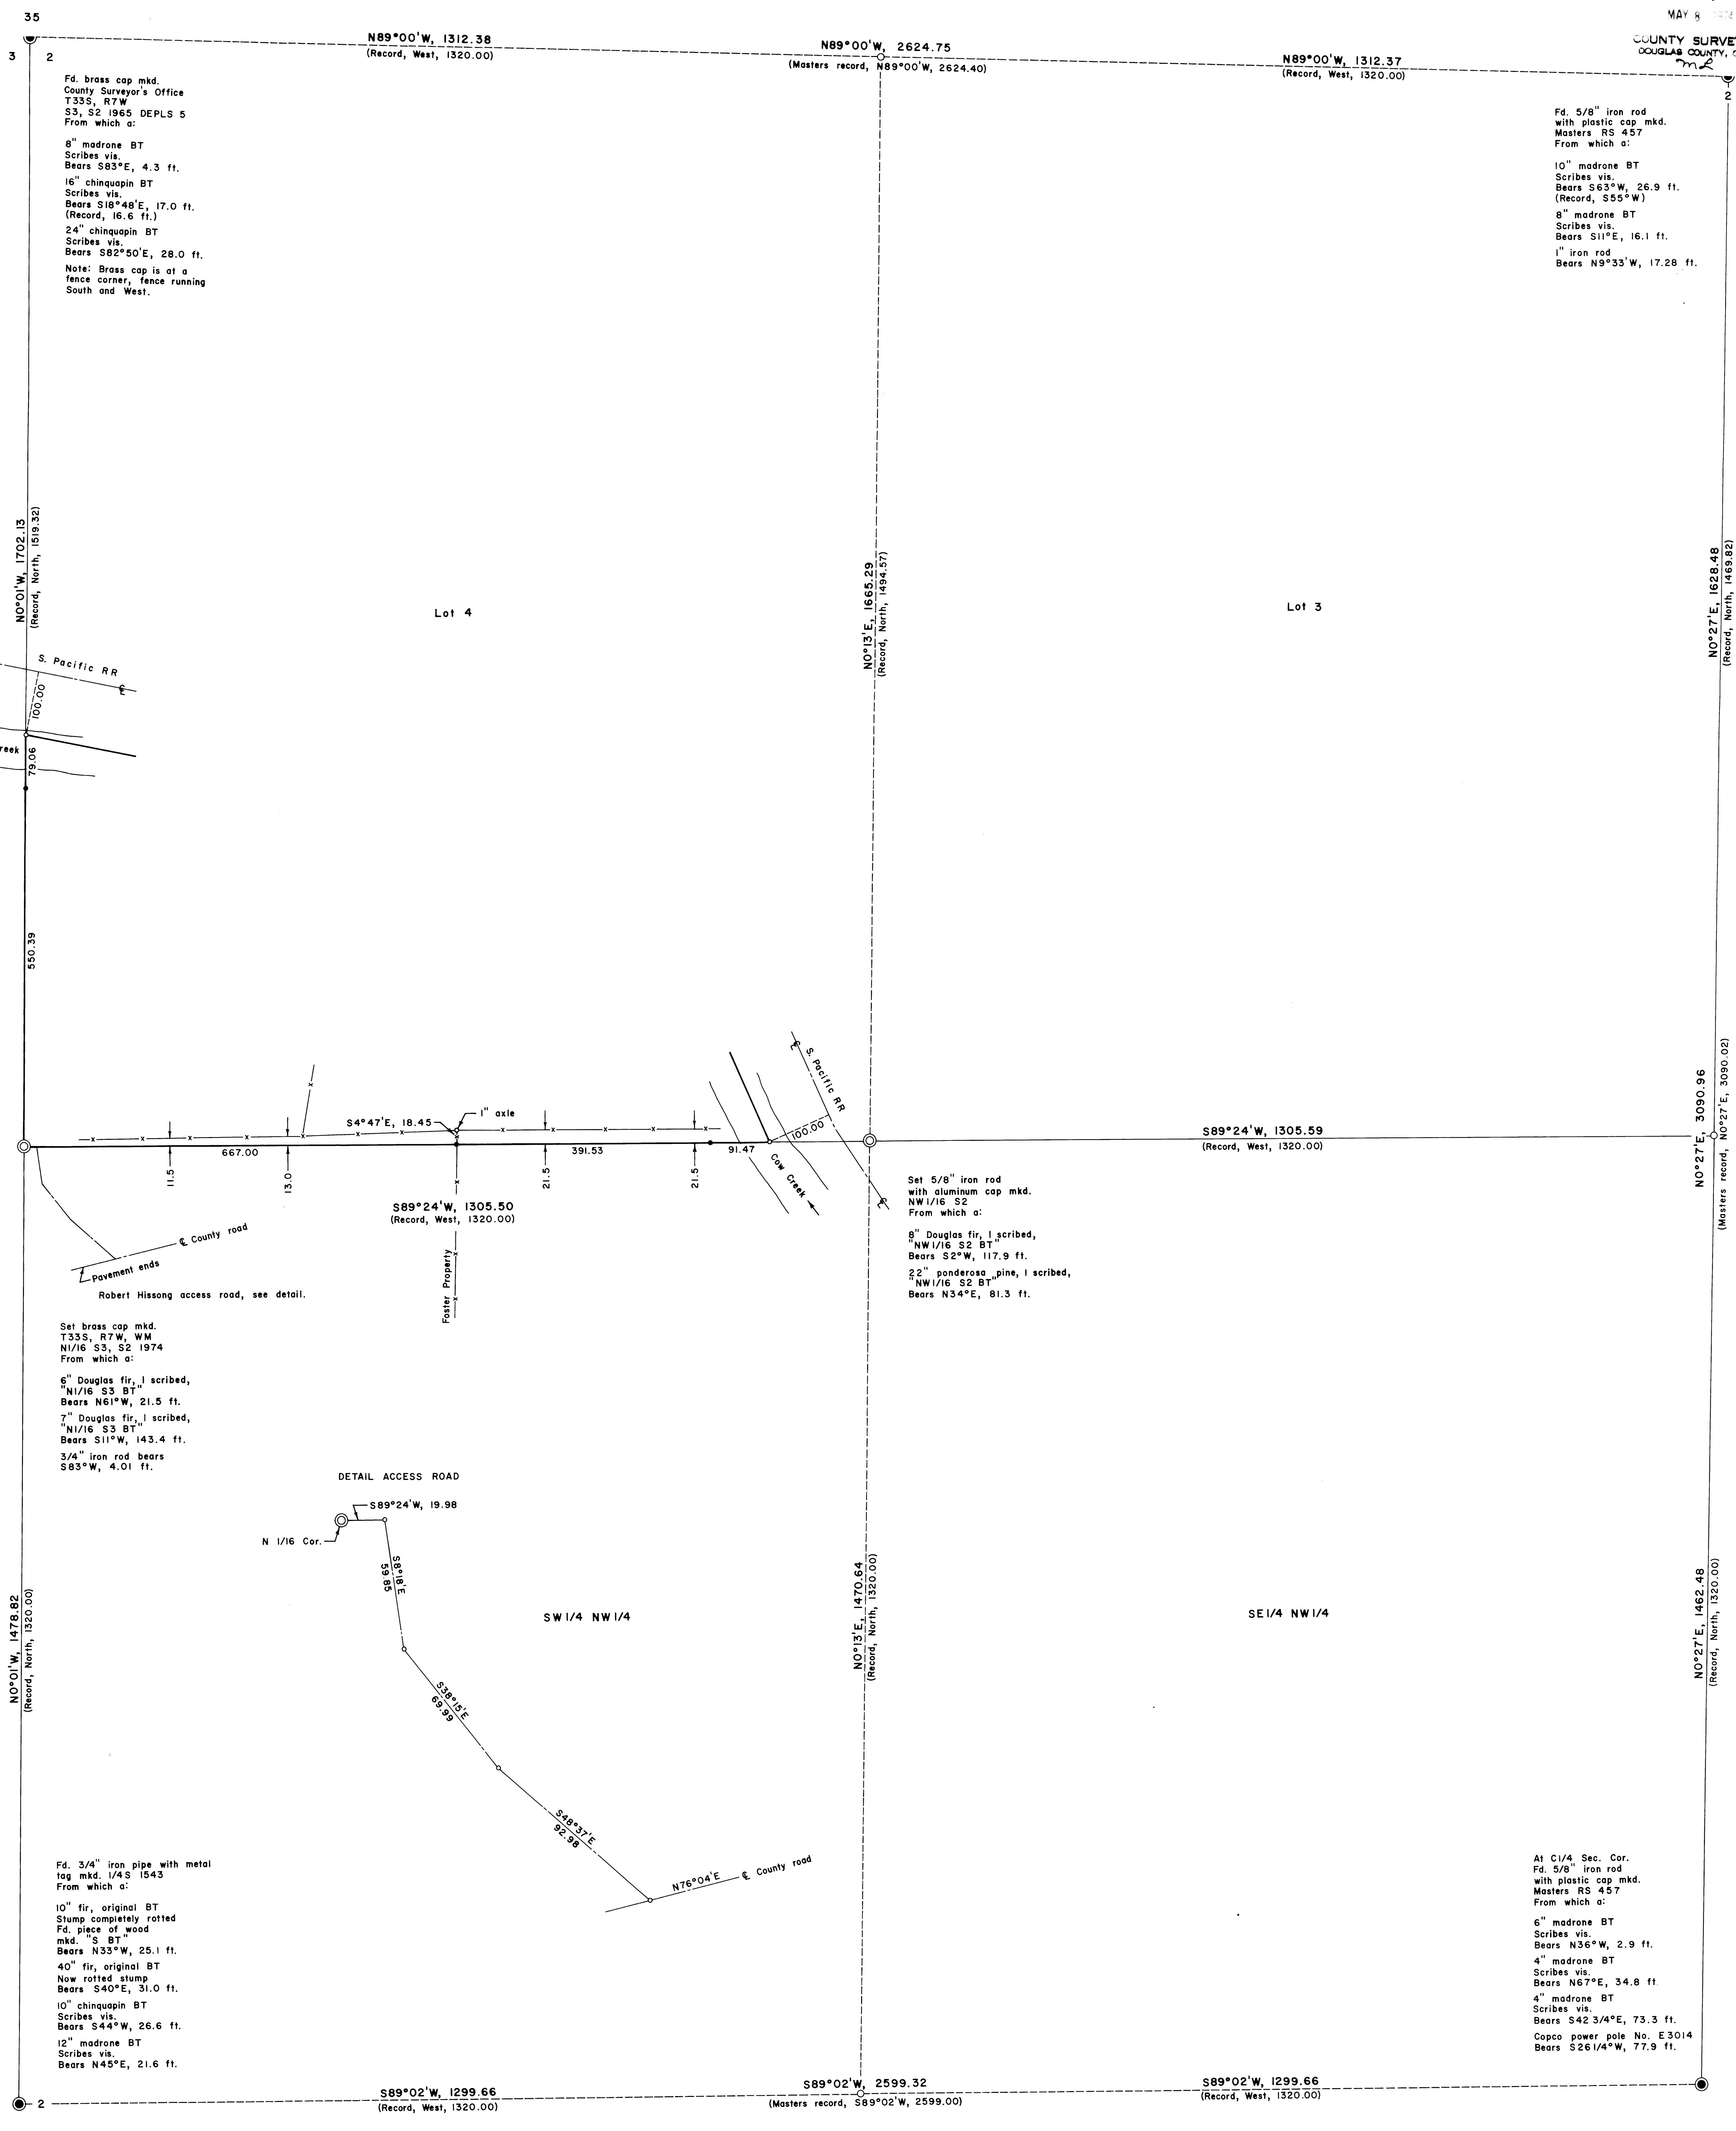 35
MAY 8
COUNTY SURVE
DOUGLAS COUNTY,
3 2
N89°00'W, 1312.38
(Record, West, 1320.00)
N89°00'W, 2624.75
(Masters record, N89°00'W, 2624.40)
N89°00'W, 1312.37
(Record, West, 1320.00)
2
Fd. brass cap mkd.
County Surveyor's Office
T33S, R7W
S3, S2 1965 DEPLS 5
From which a:
8" madrone BT
Scribes vis.
Bears S83°E, 4.3 ft.
16" chinquapin BT
Scribes vis.
Bears S18°48'E, 17.0 ft.
(Record, 16.6 ft.)
24" chinquapin BT
Scribes vis.
Bears S82°50'E, 28.0 ft.
Note: Brass cap is at a
fence corner, fence running
South and West.
Fd. 5/8" iron rod
with plastic cap mkd.
Masters RS 457
From which a:
10" madrone BT
Scribes vis.
Bears S63°W, 26.9 ft.
(Record, S55°W)
8" madrone BT
Scribes vis.
Bears S11°E, 16.1 ft.
1" iron rod
Bears N9°33'W, 17.28 ft.
N0°01'W, 1702.13
(Record, North, 1519.32)
Lot 4
N0°13'E, 1665.29
(Record, North, 1494.57)
Lot 3
N0°27'E, 1628.48
(Record, North, 1469.82)
S. Pacific RR
℄
100.00
reek
79.06
550.39
℄ S. Pacific RR
1" axle
S4°47'E, 18.45
100.00
667.00
391.53
91.47
11.5
13.0
21.5
21.5
Cow Creek
℄
S89°24'W, 1305.50
(Record, West, 1320.00)
S89°24'W, 1305.59
(Record, West, 1320.00)
N0°27'E, 3090.96
(Masters record, N0°27'E, 3090.02)
℄ County road
Pavement ends
Foster Property
Robert Hissong access road, see detail.
Set 5/8" iron rod
with aluminum cap mkd.
NW1/16 S2
From which a:
8" Douglas fir, I scribed,
"NW1/16 S2 BT"
Bears S2°W, 117.9 ft.
22" ponderosa pine, I scribed,
"NW1/16 S2 BT"
Bears N34°E, 81.3 ft.
Set brass cap mkd.
T33S, R7W, WM
N1/16 S3, S2 1974
From which a:
6" Douglas fir, I scribed,
"N1/16 S3 BT"
Bears N61°W, 21.5 ft.
7" Douglas fir, I scribed,
"N1/16 S3 BT"
Bears S11°W, 143.4 ft.
3/4" iron rod bears
S83°W, 4.01 ft.
DETAIL ACCESS ROAD
S89°24'W, 19.98
N 1/16 Cor.
S8°18'E
59.85
S38°15'E
69.99
S48°37'E
92.98
N76°04'E ℄ County road
N0°01'W, 1478.82
(Record, North, 1320.00)
SW1/4 NW1/4
N0°13'E, 1470.64
(Record, North, 1320.00)
SE1/4 NW1/4
N0°27'E, 1462.48
(Record, North, 1320.00)
Fd. 3/4" iron pipe with metal
tag mkd. 1/4S 1543
From which a:
10" fir, original BT
Stump completely rotted
Fd. piece of wood
mkd. "S BT"
Bears N33°W, 25.1 ft.
40" fir, original BT
Now rotted stump
Bears S40°E, 31.0 ft.
10" chinquapin BT
Scribes vis.
Bears S44°W, 26.6 ft.
12" madrone BT
Scribes vis.
Bears N45°E, 21.6 ft.
At C1/4 Sec. Cor.
Fd. 5/8" iron rod
with plastic cap mkd.
Masters RS 457
From which a:
6" madrone BT
Scribes vis.
Bears N36°W, 2.9 ft.
4" madrone BT
Scribes vis.
Bears N67°E, 34.8 ft.
4" madrone BT
Scribes vis.
Bears S42 3/4°E, 73.3 ft.
Copco power pole No. E3014
Bears S26 1/4°W, 77.9 ft.
2
S89°02'W, 1299.66
(Record, West, 1320.00)
S89°02'W, 2599.32
(Masters record, S89°02'W, 2599.00)
S89°02'W, 1299.66
(Record, West, 1320.00)